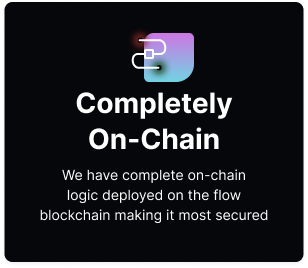 Completely
On-Chain
We have complete on-chain
logic deployed on the flow
blockchain making it most secured